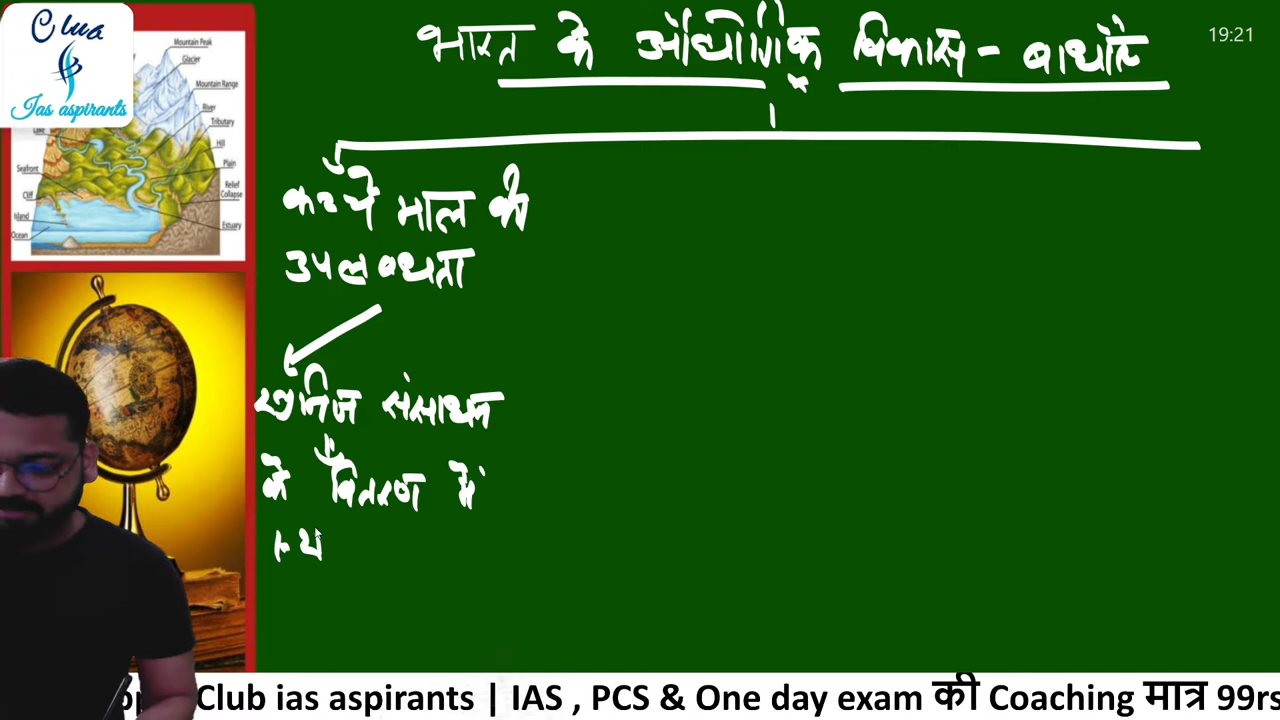 Clua
Ias aspirants
19:21
भारत के औद्योगिक विकास - बाधाएँ
Mountain Peak
Glacier
Mountain Range
River
Tributary
Hill
Plain
Relief
Collapse
Estuary
Lake
Seafront
Cliff
Island
Ocean
कच्चे माल की
उपलब्धता
खनिज संसाधन
के वितरण में
स्थ
Club ias aspirants | IAS , PCS & One day exam की Coaching मात्र 99rs